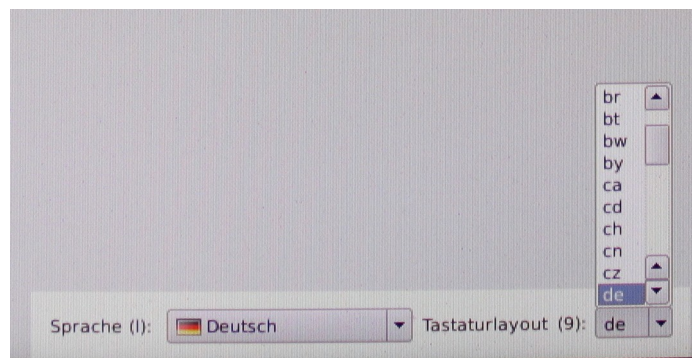 br
bt
bw
by
ca
cd
ch
cn
cz
de
Sprache (l): Deutsch Tastaturlayout (9): de